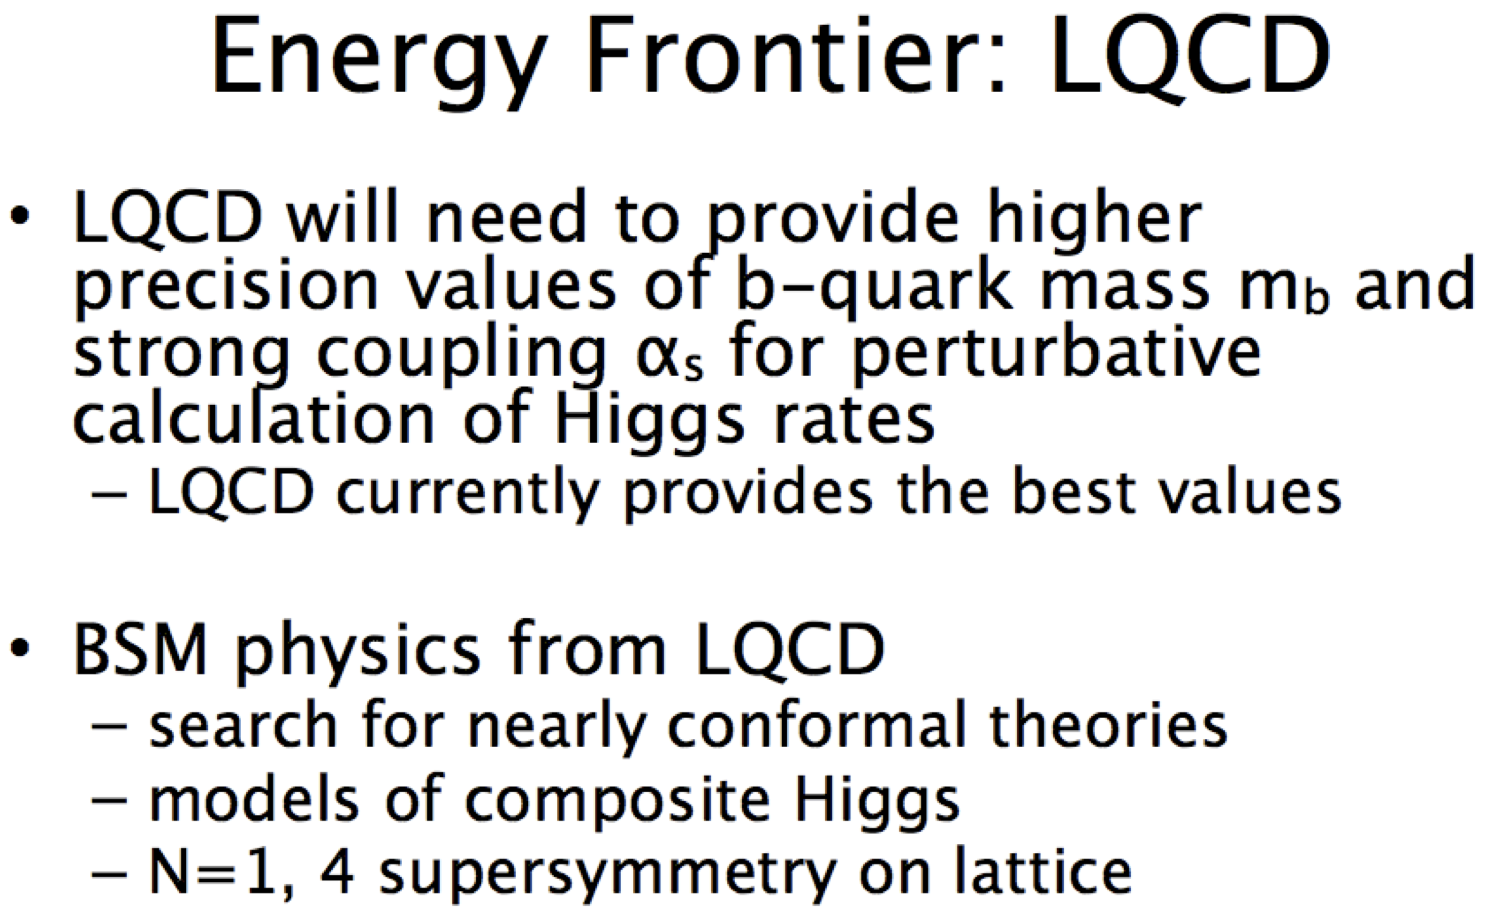 Energy Frontier: LQCD
• LQCD will need to provide higher
precision values of b-quark mass mb and
strong coupling αs for perturbative
calculation of Higgs rates
– LQCD currently provides the best values
• BSM physics from LQCD
– search for nearly conformal theories
– models of composite Higgs
– N=1, 4 supersymmetry on lattice